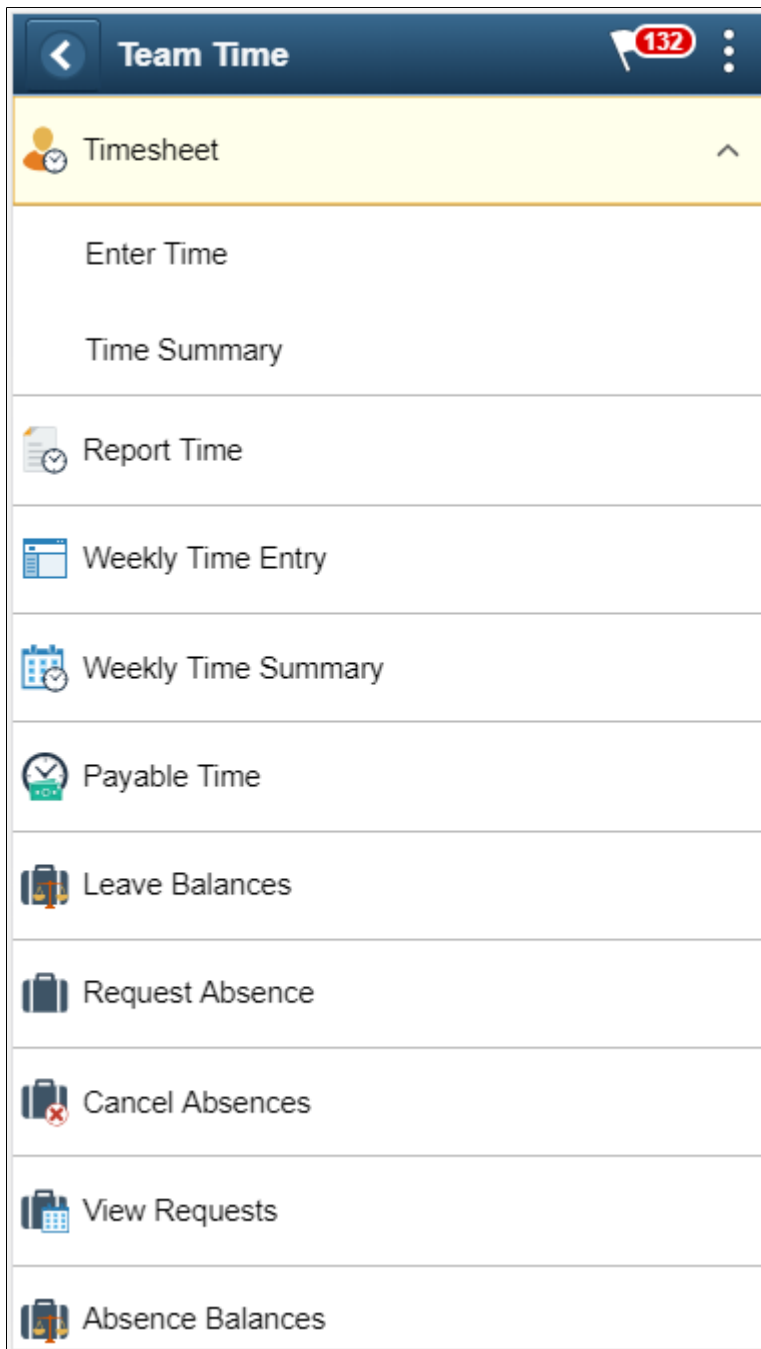 Team Time
132
Timesheet
Enter Time
Time Summary
Report Time
Weekly Time Entry
Weekly Time Summary
Payable Time
Leave Balances
Request Absence
Cancel Absences
View Requests
Absence Balances